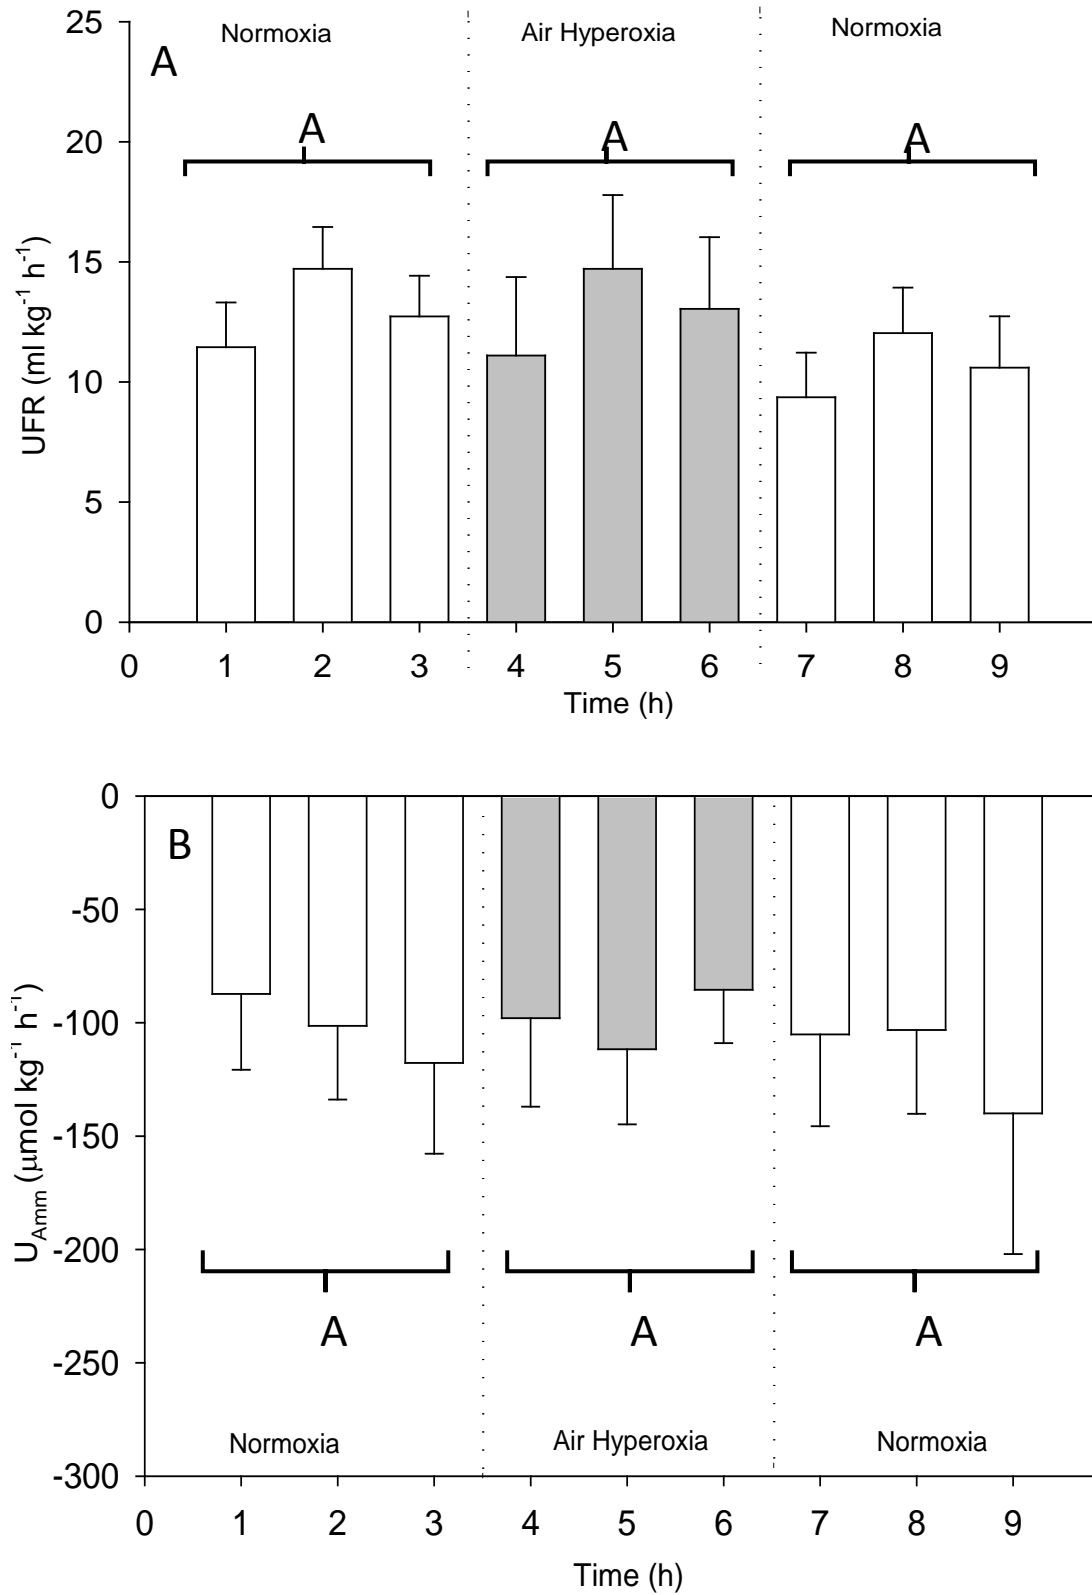 25
Normoxia
Air Hyperoxia
Normoxia
A
20
A
A
A
15
10
5
0
UFR (ml kg⁻¹ h⁻¹)
0 1 2 3 4 5 6 7 8 9
Time (h)
0
B
-50
-100
-150
-200
-250
-300
U_Amm (μmol kg⁻¹ h⁻¹)
A
A
A
Normoxia
Air Hyperoxia
Normoxia
0 1 2 3 4 5 6 7 8 9
Time (h)